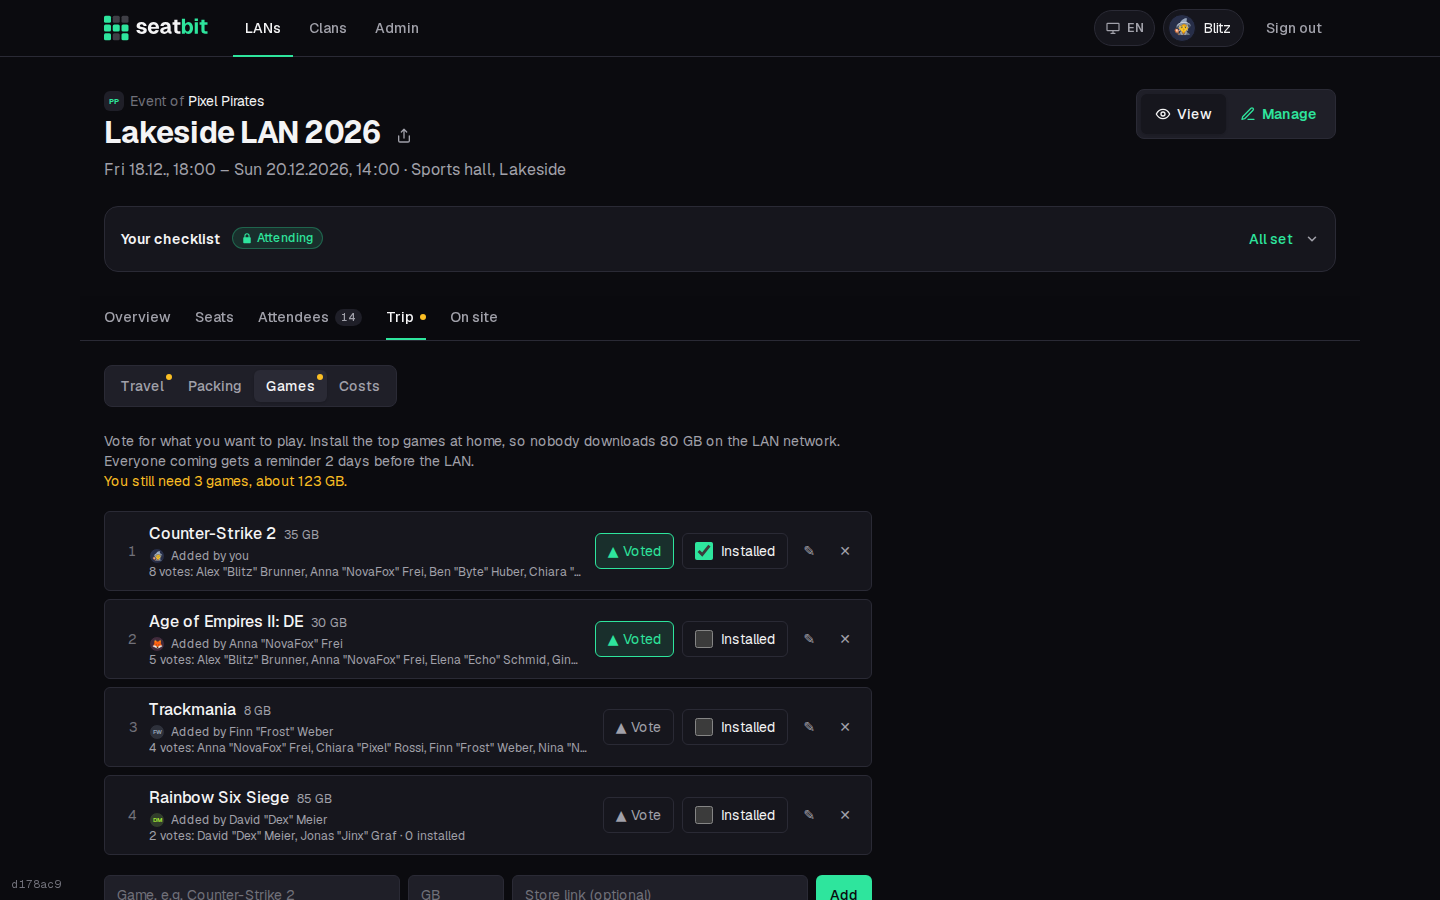 seatbit
LANs
Clans
Admin
EN
Blitz
Sign out
PP
Event of Pixel Pirates
Lakeside LAN 2026
Fri 18.12., 18:00 – Sun 20.12.2026, 14:00 · Sports hall, Lakeside
View
Manage
Your checklist
Attending
All set
Overview
Seats
Attendees 14
Trip
On site
Travel
Packing
Games
Costs
Vote for what you want to play. Install the top games at home, so nobody downloads 80 GB on the LAN network.
Everyone coming gets a reminder 2 days before the LAN.
You still need 3 games, about 123 GB.
1
Counter-Strike 2 35 GB
Added by you
8 votes: Alex "Blitz" Brunner, Anna "NovaFox" Frei, Ben "Byte" Huber, Chiara "...
▲ Voted
Installed
✎
✕
2
Age of Empires II: DE 30 GB
Added by Anna "NovaFox" Frei
5 votes: Alex "Blitz" Brunner, Anna "NovaFox" Frei, Elena "Echo" Schmid, Gin...
▲ Voted
Installed
✎
✕
3
Trackmania 8 GB
FW Added by Finn "Frost" Weber
4 votes: Anna "NovaFox" Frei, Chiara "Pixel" Rossi, Finn "Frost" Weber, Nina "N...
▲ Vote
Installed
✎
✕
4
Rainbow Six Siege 85 GB
DM Added by David "Dex" Meier
2 votes: David "Dex" Meier, Jonas "Jinx" Graf · 0 installed
▲ Vote
Installed
✎
✕
d178ac9
Game, e.g. Counter-Strike 2
GB
Store link (optional)
Add